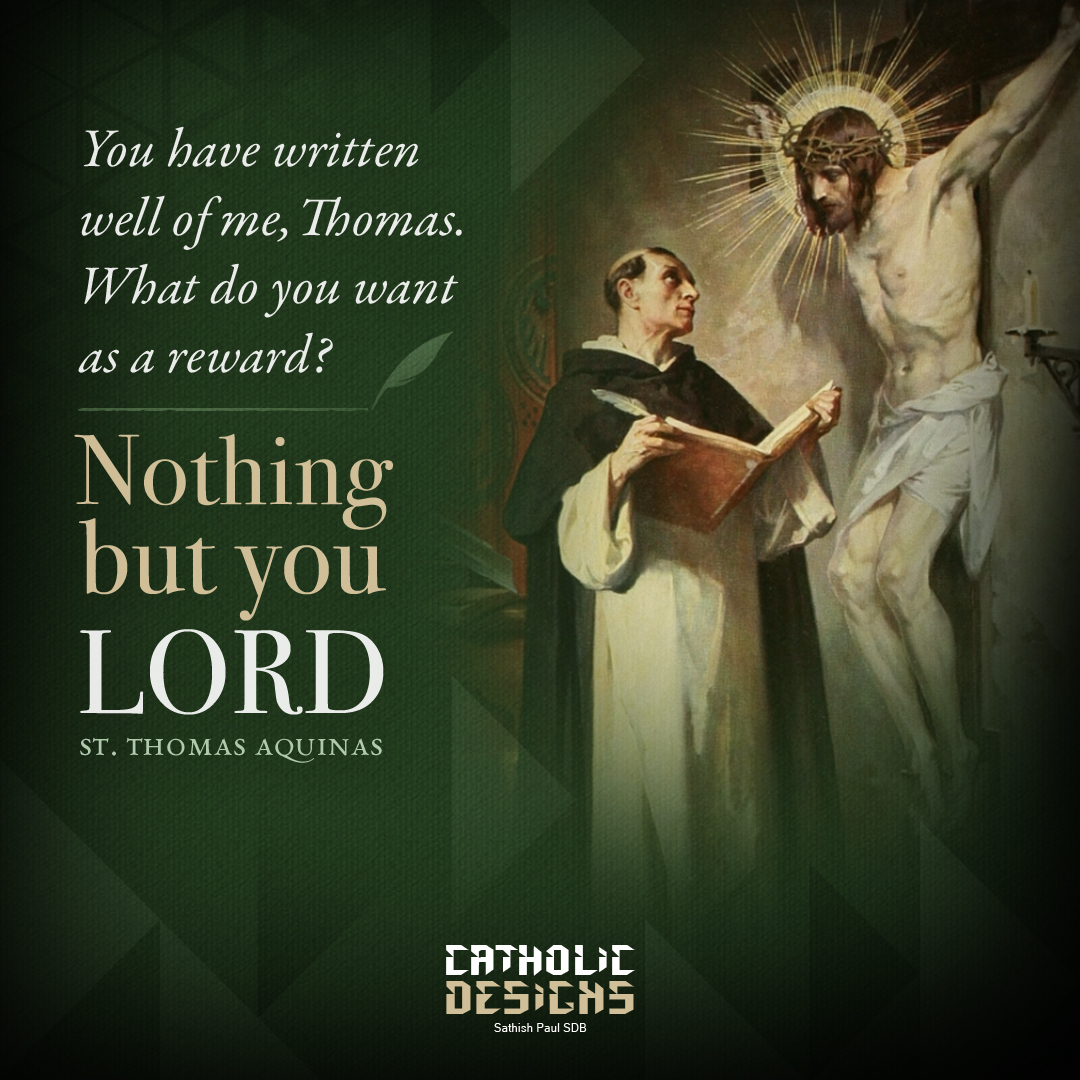 You have written
well of me, Thomas.
What do you want
as a reward?
Nothing
but you
LORD
ST. THOMAS AQUINAS
CATHOLIC
DESIGNS
Sathish Paul SDB